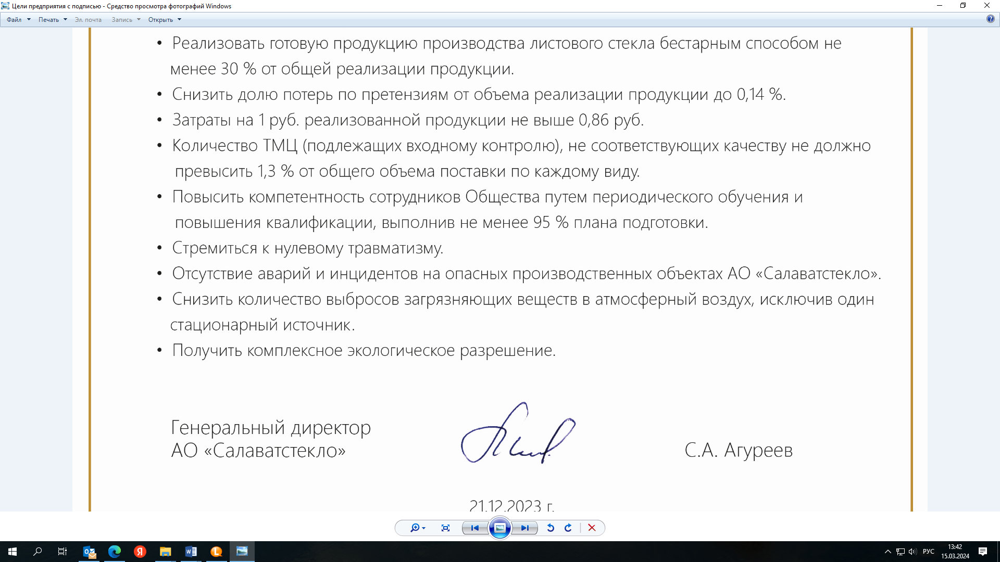 Цели предприятия с подписью - Средство просмотра фотографий Windows
Файл Печать Эл. почта Запись Открыть
• Реализовать готовую продукцию производства листового стекла бестарным способом не
менее 30 % от общей реализации продукции.
• Снизить долю потерь по претензиям от объема реализации продукции до 0,14 %.
• Затраты на 1 руб. реализованной продукции не выше 0,86 руб.
• Количество ТМЦ (подлежащих входному контролю), не соответствующих качеству не должно
превысить 1,3 % от общего объема поставки по каждому виду.
• Повысить компетентность сотрудников Общества путем периодического обучения и
повышения квалификации, выполнив не менее 95 % плана подготовки.
• Стремиться к нулевому травматизму.
• Отсутствие аварий и инцидентов на опасных производственных объектах АО «Салаватстекло».
• Снизить количество выбросов загрязняющих веществ в атмосферный воздух, исключив один
стационарный источник.
• Получить комплексное экологическое разрешение.
Генеральный директор
АО «Салаватстекло» С.А. Агуреев
21.12.2023 г.
РУС
13:42
15.03.2024